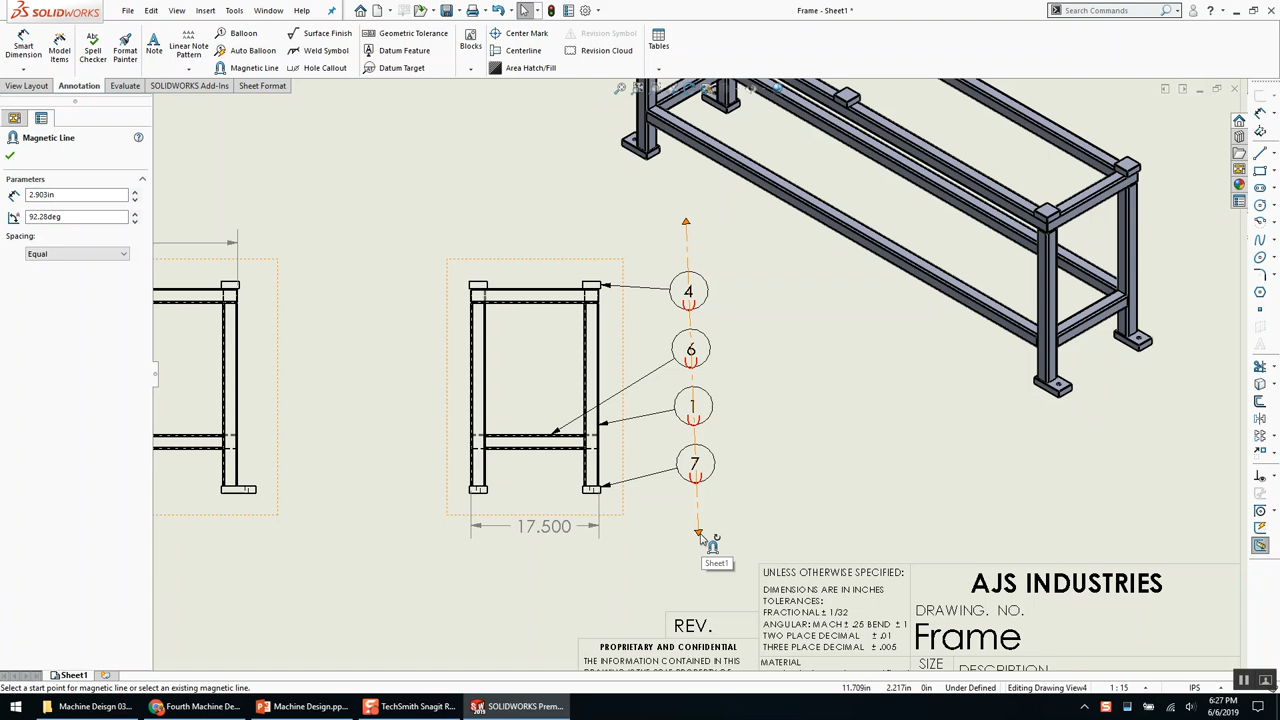 SOLIDWORKS
File Edit View Insert Tools Window Help
Frame - Sheet1 *
Search Commands
Smart Dimension
Model Items
Spell Checker
Format Painter
Note
Linear Note Pattern
Balloon
Auto Balloon
Magnetic Line
Surface Finish
Weld Symbol
Hole Callout
Geometric Tolerance
Datum Feature
Datum Target
Blocks
Center Mark
Centerline
Area Hatch/Fill
Revision Symbol
Revision Cloud
Tables
View Layout Annotation Evaluate SOLIDWORKS Add-Ins Sheet Format
Magnetic Line
Parameters
2.903in
92.28deg
Spacing:
Equal
4
6
1
7
17.500
Sheet1
UNLESS OTHERWISE SPECIFIED:
DIMENSIONS ARE IN INCHES
TOLERANCES:
FRACTIONAL ± 1/32
ANGULAR: MACH ± .25 BEND ± 1
TWO PLACE DECIMAL ± .01
THREE PLACE DECIMAL ± .005
MATERIAL
AJS INDUSTRIES
DRAWING. NO.
Frame
SIZE
DESCRIPTION
REV.
PROPRIETARY AND CONFIDENTIAL
THE INFORMATION CONTAINED IN THIS
Sheet1
Select a start point for magnetic line or select an existing magnetic line.
11.709in 2.217in 0in Under Defined Editing Drawing View4 1 : 15 IPS
Machine Deisgn 03...
Fourth Machine De...
Machine Design.pp...
TechSmith Snagit R...
SOLIDWORKS Prem...
6:27 PM
6/6/2019